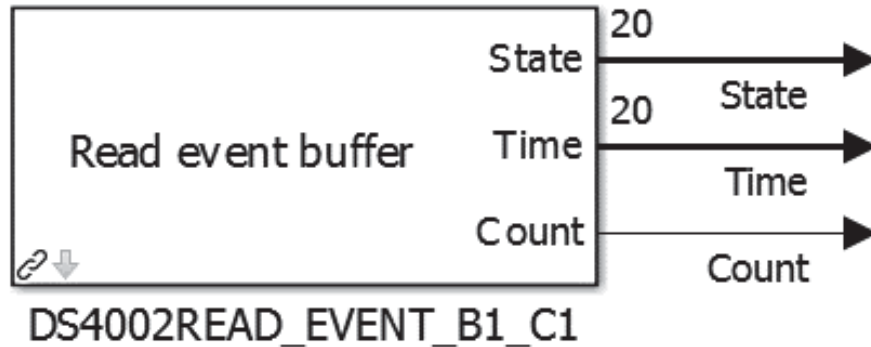 20
State
State
20
Read event buffer
Time
Time
Count
Count
DS4002READ_EVENT_B1_C1